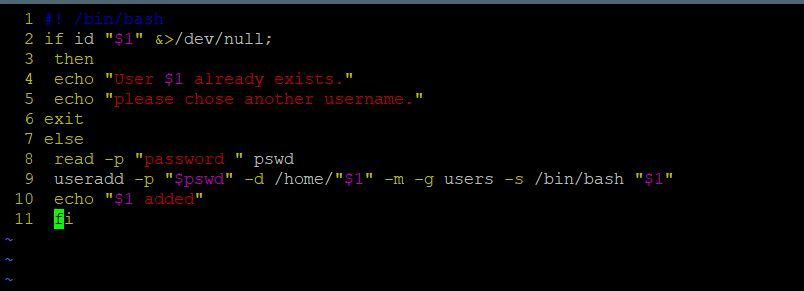 1 #! /bin/bash
2 if id "$1" &>/dev/null;
3 then
4 echo "User $1 already exists."
5 echo "please chose another username."
6 exit
7 else
8 read -p "password " pswd
9 useradd -p "$pswd" -d /home/"$1" -m -g users -s /bin/bash "$1"
10 echo "$1 added"
11 fi
~
~
~